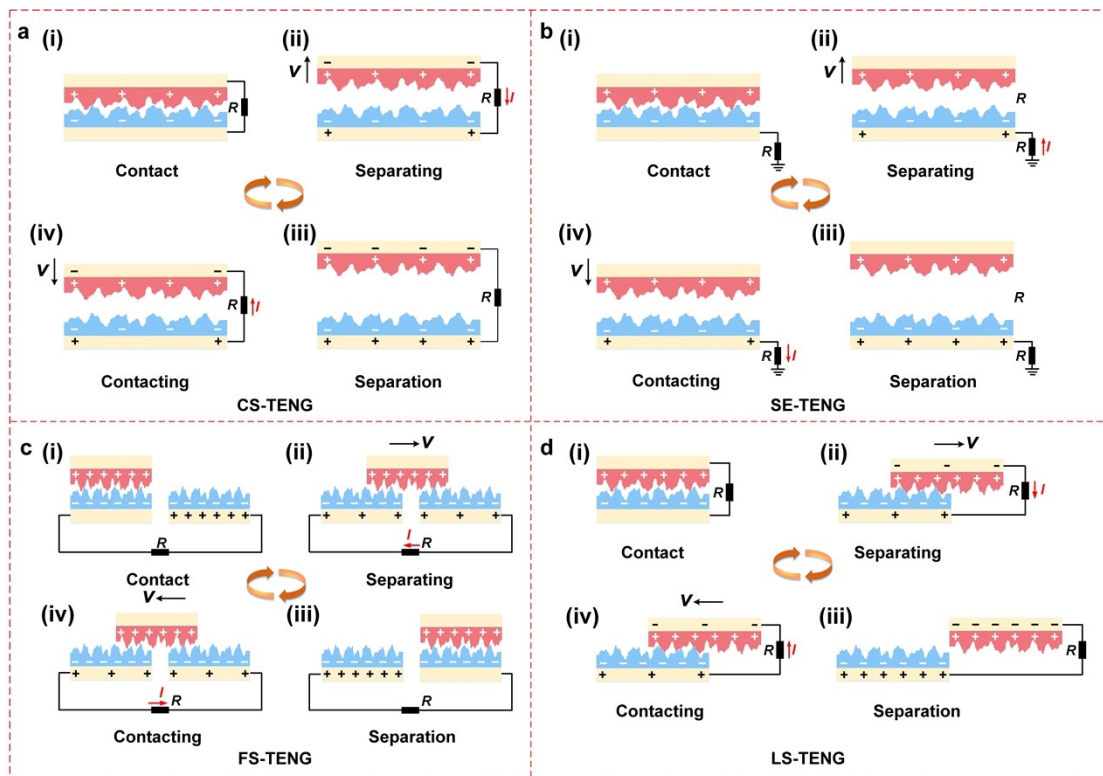 a
(i)
R
Contact
(ii)
V
R
I
Separating
(iv)
V
R
I
Contacting
(iii)
R
Separation
CS-TENG
b
(i)
R
Contact
(ii)
V
R
R
I
Separating
(iv)
V
R
I
Contacting
(iii)
R
R
Separation
SE-TENG
c
(i)
R
Contact
(ii)
V
I
R
Separating
(iv)
V
I
R
Contacting
(iii)
R
Separation
FS-TENG
d
(i)
R
Contact
(ii)
V
R
I
Separating
(iv)
V
R
I
Contacting
(iii)
R
Separation
LS-TENG